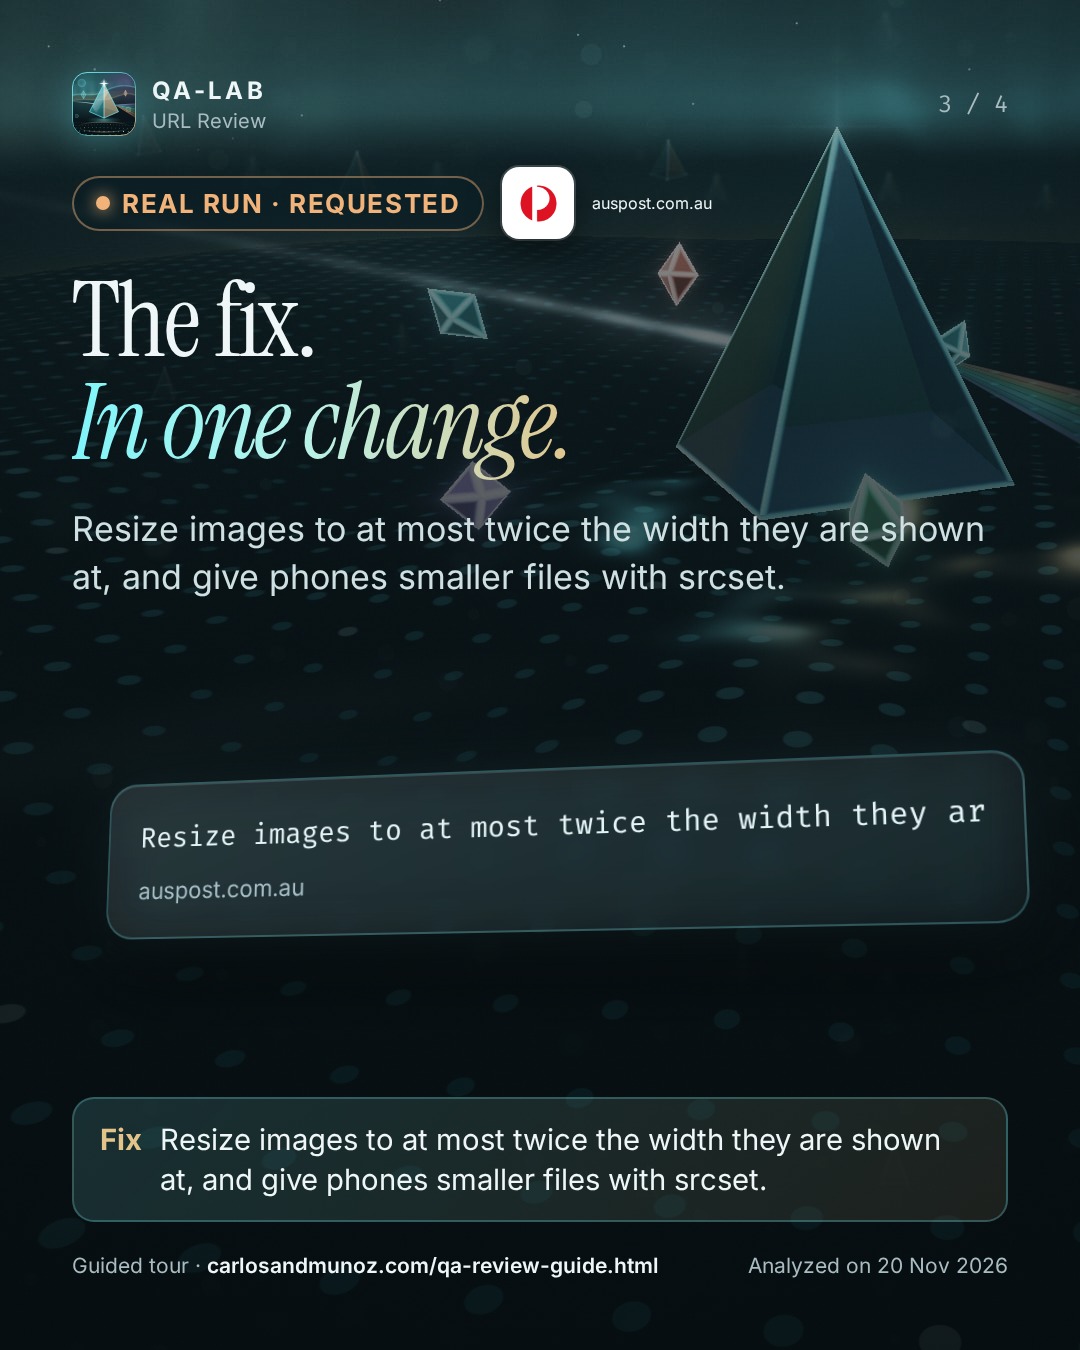 QA-LAB
URL Review
3 / 4
REAL RUN · REQUESTED
auspost.com.au
The fix.
In one change.
Resize images to at most twice the width they are shown
at, and give phones smaller files with srcset.
Resize images to at most twice the width they ar
auspost.com.au
Fix Resize images to at most twice the width they are shown
at, and give phones smaller files with srcset.
Guided tour · carlosandmunoz.com/qa-review-guide.html
Analyzed on 20 Nov 2026